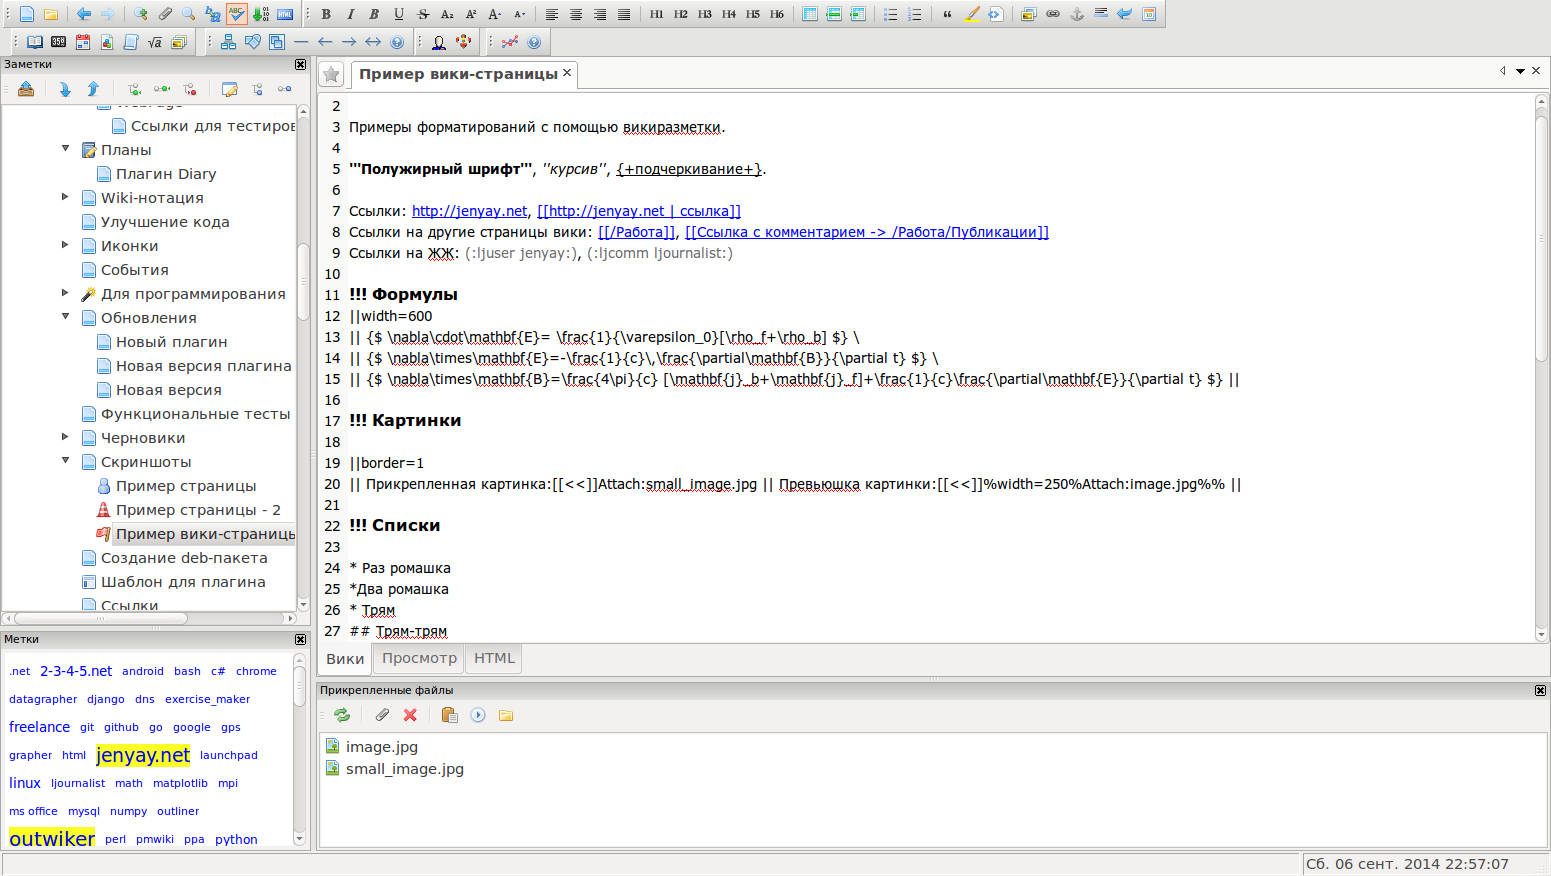 B I B U S A₂ A² A A H1 H2 H3 H4 H5 H6
Заметки
Ссылки для тестиров
Планы
Плагин Diary
Wiki-нотация
Улучшение кода
Иконки
События
Для программирования
Обновления
Новый плагин
Новая версия плагина
Новая версия
Функциональные тесты
Черновики
Скриншоты
Пример страницы
Пример страницы - 2
Пример вики-страниць
Создание deb-пакета
Шаблон для плагина
Ссылки
Метки
.net 2-3-4-5.net android bash c# chrome
datagrapher django dns exercise_maker
freelance git github go google gps
grapher html jenyay.net launchpad
linux ljournalist math matplotlib mpi
ms office mysql numpy outliner
outwiker perl pmwiki ppa python
Пример вики-страницы
2
3 Примеры форматирований с помощью викиразметки.
4
5 '''Полужирный шрифт''', ''курсив'', {+подчеркивание+}.
6
7 Ссылки: http://jenyay.net, [[http://jenyay.net | ссылка]]
8 Ссылки на другие страницы вики: [[/Работа]], [[Ссылка с комментарием -> /Работа/Публикации]]
9 Ссылки на ЖЖ: (:ljuser jenyay:), (:ljcomm ljournalist:)
10
11 !!! Формулы
12 ||width=600
13 || {$ \nabla\cdot\mathbf{E}= \frac{1}{\varepsilon_0}[\rho_f+\rho_b] $} \
14 || {$ \nabla\times\mathbf{E}=-\frac{1}{c}\,\frac{\partial\mathbf{B}}{\partial t} $} \
15 || {$ \nabla\times\mathbf{B}=\frac{4\pi}{c} [\mathbf{j}_b+\mathbf{j}_f]+\frac{1}{c}\frac{\partial\mathbf{E}}{\partial t} $} ||
16
17 !!! Картинки
18
19 ||border=1
20 || Прикрепленная картинка:[[<<]]Attach:small_image.jpg || Превьюшка картинки:[[<<]]%width=250%Attach:image.jpg%% ||
21
22 !!! Списки
23
24 * Раз ромашка
25 *Два ромашка
26 * Трям
27 ## Трям-трям
Вики Просмотр HTML
Прикрепленные файлы
image.jpg
small_image.jpg
Сб. 06 сент. 2014 22:57:07